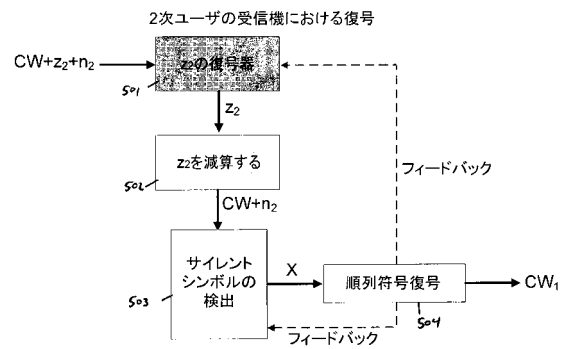 2次ユーザの受信機における復号
CW+z₂+n₂
z₂の復号器
501
z₂
z₂を減算する
502
フィードバック
CW+n₂
サイレント
シンボルの
検出
503
X
順列符号復号
504
CW₁
フィードバック